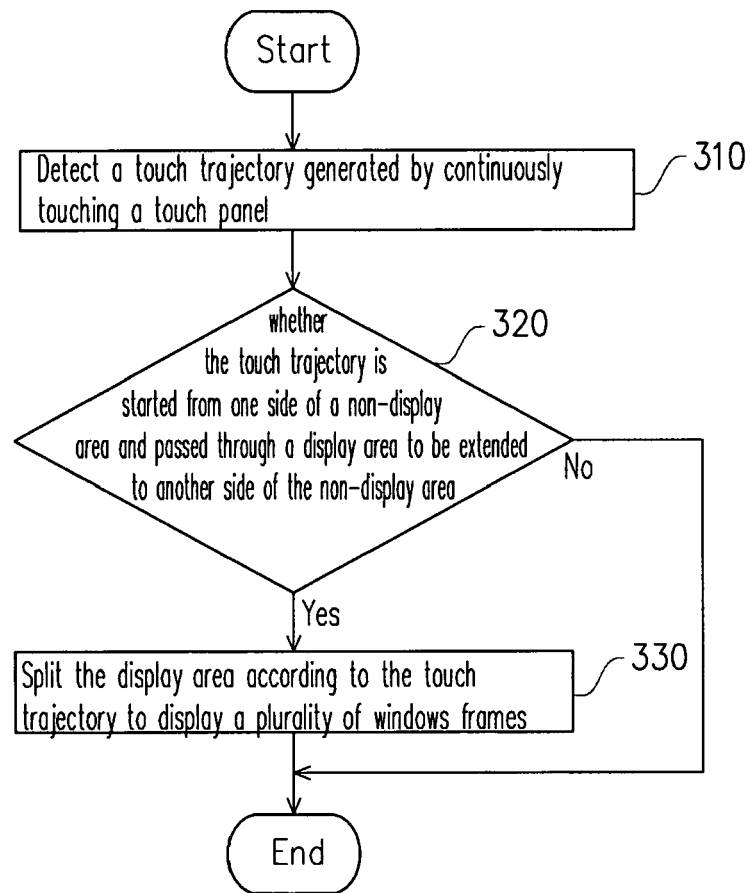 Start
Detect a touch trajectory generated by continuously
touching a touch panel
310
whether
the touch trajectory is
started from one side of a non-display
area and passed through a display area to be extended
to another side of the non-display area
320
No
Yes
Split the display area according to the touch
trajectory to display a plurality of windows frames
330
End